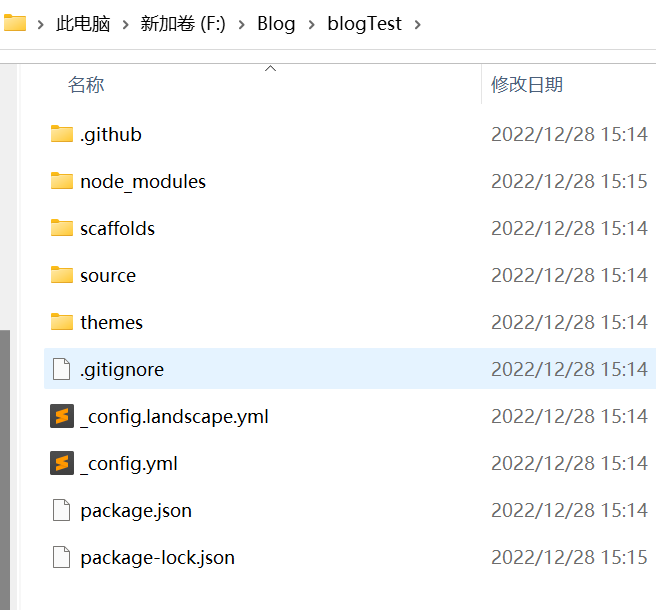 此电脑 > 新加卷 (F:) > Blog > blogTest >
名称 修改日期
.github 2022/12/28 15:14
node_modules 2022/12/28 15:15
scaffolds 2022/12/28 15:14
source 2022/12/28 15:14
themes 2022/12/28 15:14
.gitignore 2022/12/28 15:14
_config.landscape.yml 2022/12/28 15:14
_config.yml 2022/12/28 15:14
package.json 2022/12/28 15:14
package-lock.json 2022/12/28 15:15